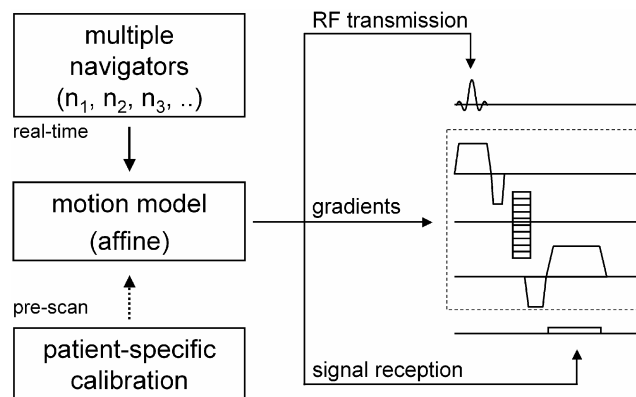 multiple
navigators
(n1, n2, n3, ..)
real-time
motion model
(affine)
pre-scan
patient-specific
calibration
RF transmission
gradients
signal reception